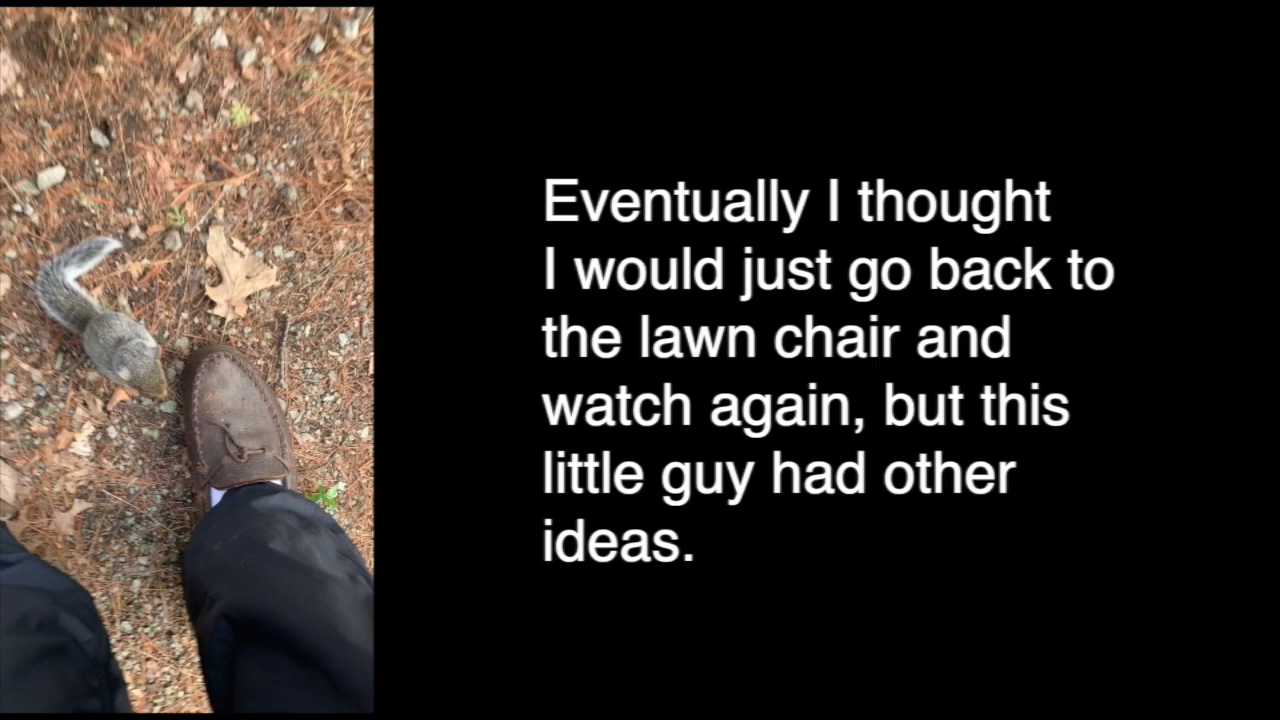 Eventually I thought
I would just go back to
the lawn chair and
watch again, but this
little guy had other
ideas.